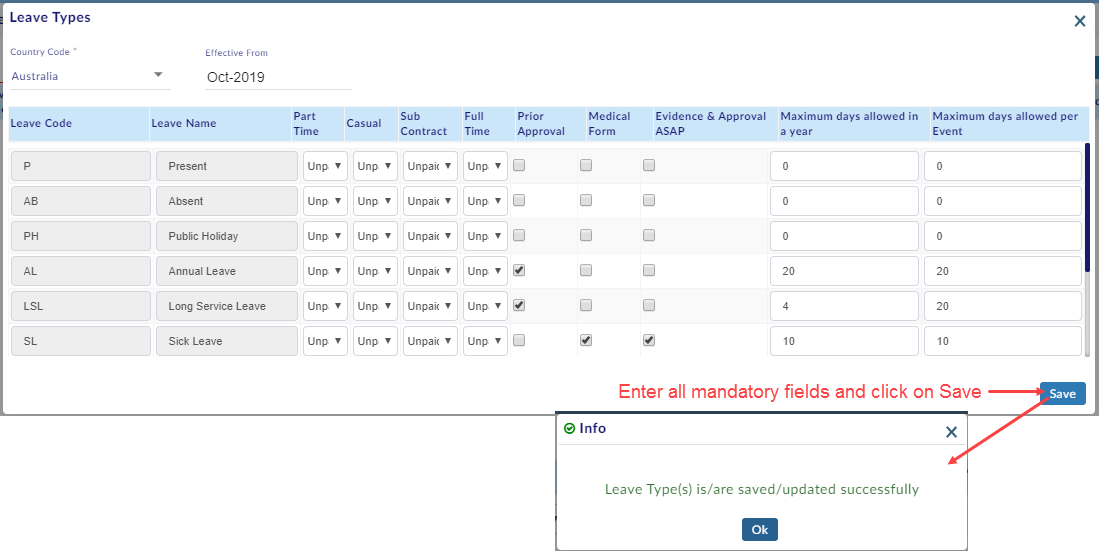 Leave Types
Country Code *
Effective From
Australia
Oct-2019
Leave Code Leave Name Part Time Casual Sub Contract Full Time Prior Approval Medical Form Evidence & Approval ASAP Maximum days allowed in a year Maximum days allowed per Event
P Present Unp Unp Unpaid Unp 0 0
AB Absent Unp Unp Unpaid Unp 0 0
PH Public Holiday Unp Unp Unpaid Unp 0 0
AL Annual Leave Unp Unp Unpaid Unp 20 20
LSL Long Service Leave Unp Unp Unpaid Unp 4 20
SL Sick Leave Unp Unp Unpaid Unp 10 10
Enter all mandatory fields and click on Save
Save
Info
Leave Type(s) is/are saved/updated successfully
Ok